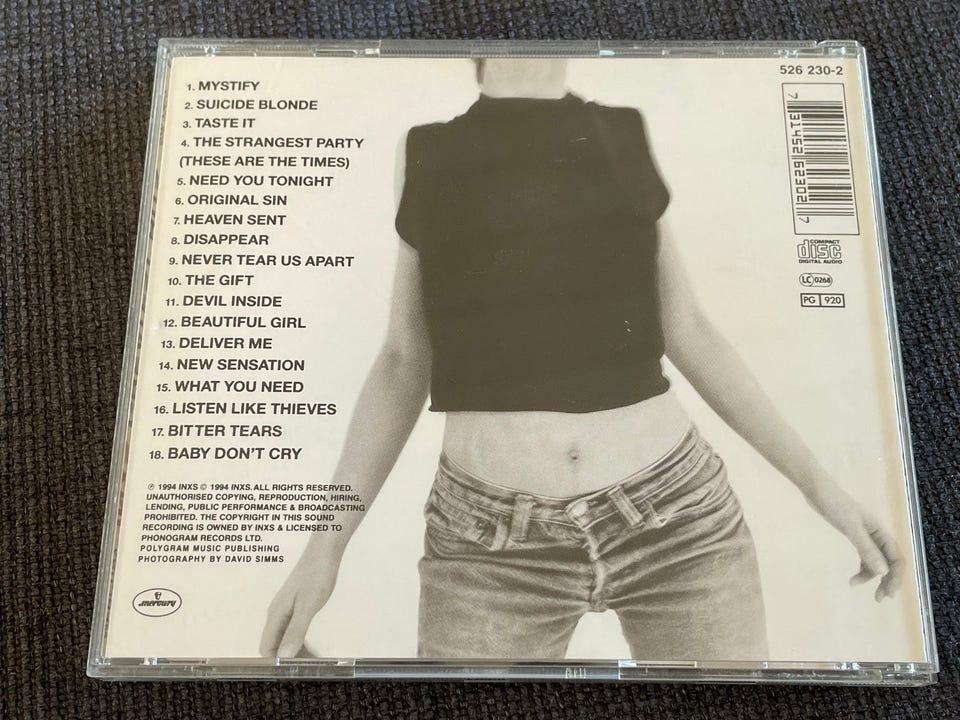 1. MYSTIFY
2. SUICIDE BLONDE
3. TASTE IT
4. THE STRANGEST PARTY
(THESE ARE THE TIMES)
5. NEED YOU TONIGHT
6. ORIGINAL SIN
7. HEAVEN SENT
8. DISAPPEAR
9. NEVER TEAR US APART
10. THE GIFT
11. DEVIL INSIDE
12. BEAUTIFUL GIRL
13. DELIVER ME
14. NEW SENSATION
15. WHAT YOU NEED
16. LISTEN LIKE THIEVES
17. BITTER TEARS
18. BABY DON'T CRY
℗ 1994 INXS © 1994 INXS. ALL RIGHTS RESERVED.
UNAUTHORISED COPYING, REPRODUCTION, HIRING,
LENDING, PUBLIC PERFORMANCE & BROADCASTING
PROHIBITED. THE COPYRIGHT IN THIS SOUND
RECORDING IS OWNED BY INXS & LICENSED TO
PHONOGRAM RECORDS LTD.
POLYGRAM MUSIC PUBLISHING
PHOTOGRAPHY BY DAVID SIMMS
mercury
526 230-2
7 31452 62302 7
COMPACT
disc
DIGITAL AUDIO
LC 0268
PG 920